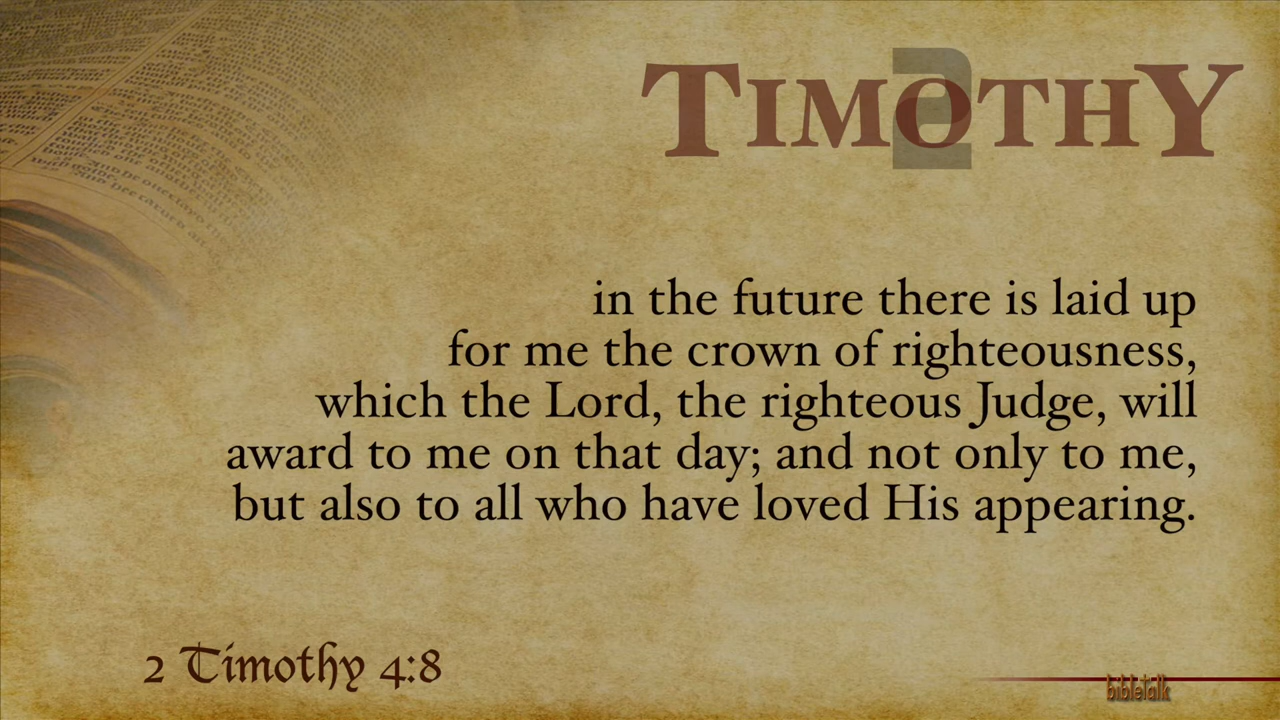 2 TIMOTHY
in the future there is laid up
for me the crown of righteousness,
which the Lord, the righteous Judge, will
award to me on that day; and not only to me,
but also to all who have loved His appearing.
2 Timothy 4:8
bibletalk